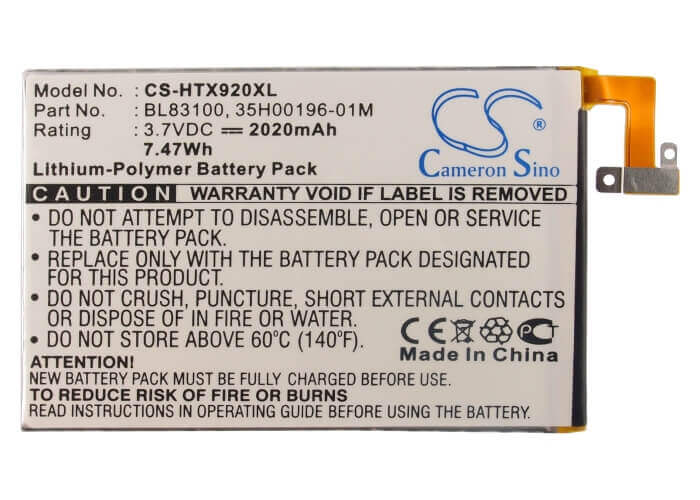 Model No. : CS-HTX920XL
Part No. : BL83100, 35H00196-01M
Rating : 3.7VDC ⎓ 2020mAh
7.47Wh
Lithium-Polymer Battery Pack
CS
Cameron Sino
CAUTION WARRANTY VOID IF LABEL IS REMOVED
• DO NOT ATTEMPT TO DISASSEMBLE, OPEN OR SERVICE
THE BATTERY PACK.
• REPLACE ONLY WITH THE BATTERY PACK DESIGNATED
FOR THIS PRODUCT.
• DO NOT CRUSH, PUNCTURE, SHORT EXTERNAL CONTACTS
OR DISPOSE OF IN FIRE OR WATER.
• DO NOT STORE ABOVE 60°C (140°F).
CE
Made In China
ATTENTION
NEW BATTERY PACK MUST BE FULLY CHARGED BEFORE USE
TO REDUCE RISK OF FIRE OR BURNS
Read Battery Operating Guide Supplied Before Using Battery.